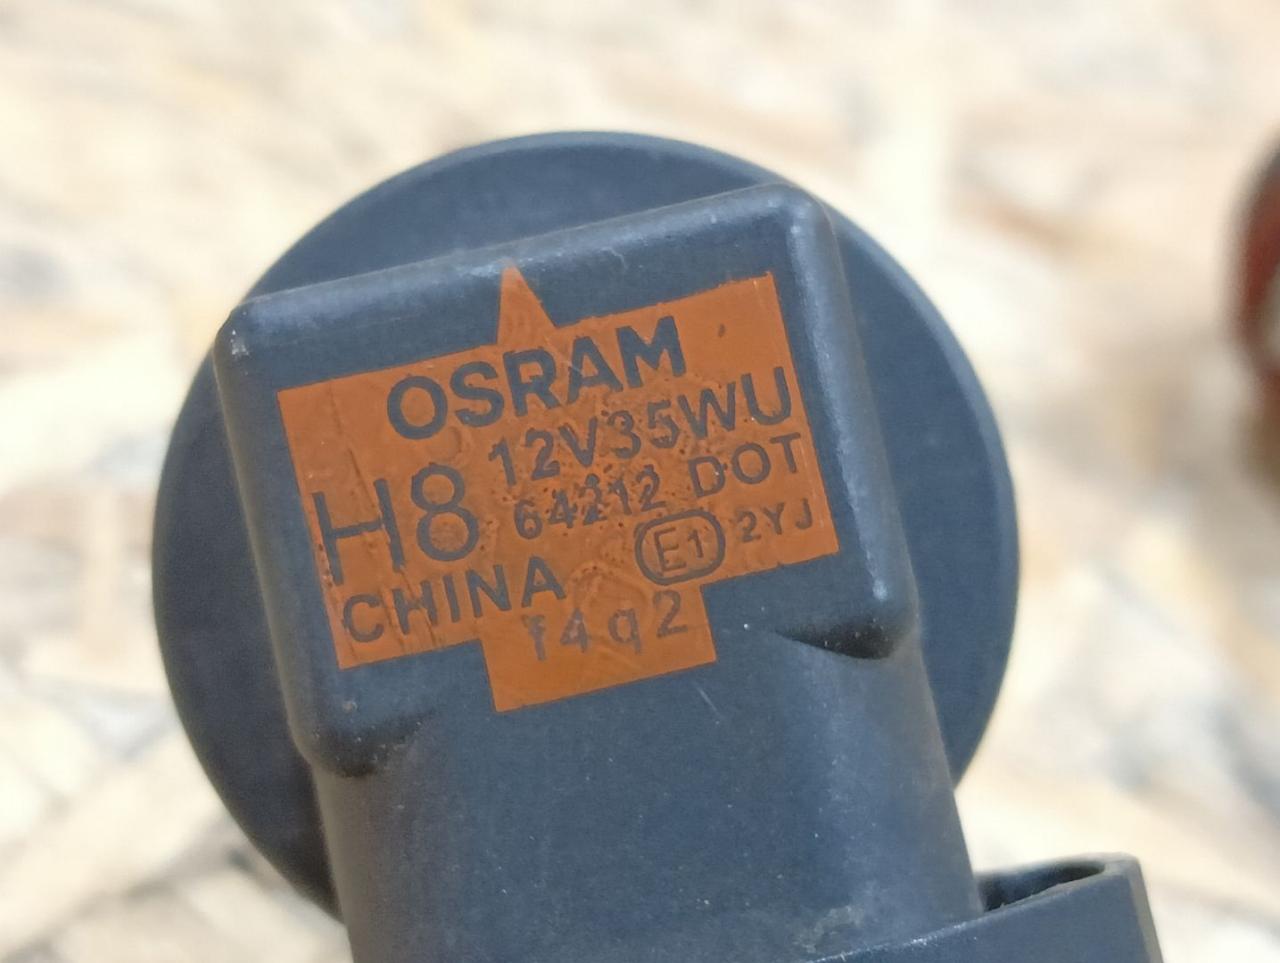 OSRAM
H8 12V35WU
64212 DOT
CHINA E1 2YJ
f4q2